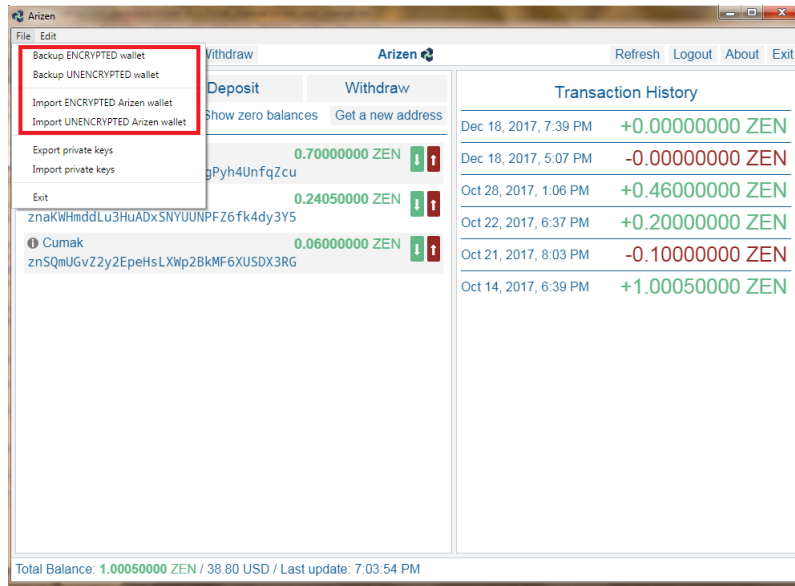 Arizen
File Edit
Backup ENCRYPTED wallet
Backup UNENCRYPTED wallet
Import ENCRYPTED Arizen wallet
Import UNENCRYPTED Arizen wallet
Export private keys
Import private keys
Exit
Withdraw Arizen Refresh Logout About Exit
Deposit Withdraw
Show zero balances Get a new address
0.70000000 ZEN
gPyh4UnfqZcu
0.24050000 ZEN
znaKWHmddLu3HuADxSNYUUNPFZ6fk4dy3Y5
Cumak 0.06000000 ZEN
znSQmUGvZ2y2EpeHsLXWp2BkMF6XUSDX3RG
Transaction History
Dec 18, 2017, 7:39 PM +0.00000000 ZEN
Dec 18, 2017, 5:07 PM -0.00000000 ZEN
Oct 28, 2017, 1:06 PM +0.46000000 ZEN
Oct 22, 2017, 6:37 PM +0.20000000 ZEN
Oct 21, 2017, 8:03 PM -0.10000000 ZEN
Oct 14, 2017, 6:39 PM +1.00050000 ZEN
Total Balance: 1.00050000 ZEN / 38.80 USD / Last update: 7:03:54 PM